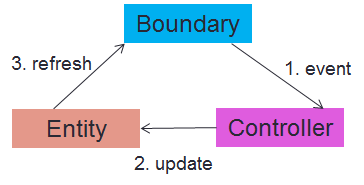 Boundary
3. refresh
1. event
Entity
Controller
2. update